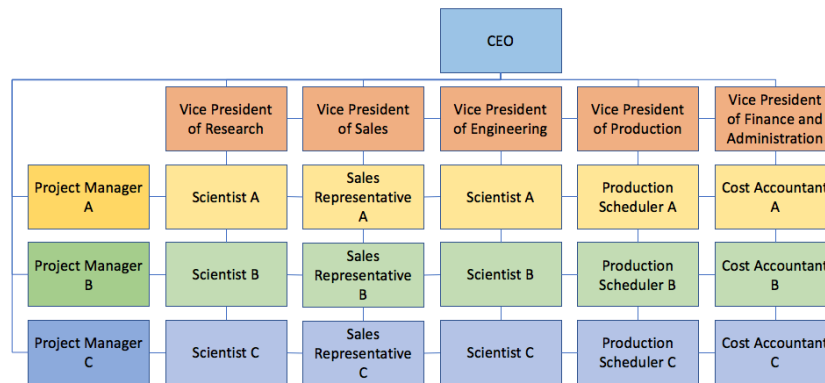 CEO
Vice President
of Research
Vice President
of Sales
Vice President
of Engineering
Vice President
of Production
Vice President
of Finance and
Administration
Project Manager
A
Scientist A
Sales
Representative
A
Scientist A
Production
Scheduler A
Cost Accountant
A
Project Manager
B
Scientist B
Sales
Representative
B
Scientist B
Production
Scheduler B
Cost Accountant
B
Project Manager
C
Scientist C
Sales
Representative
C
Scientist C
Production
Scheduler C
Cost Accountant
C